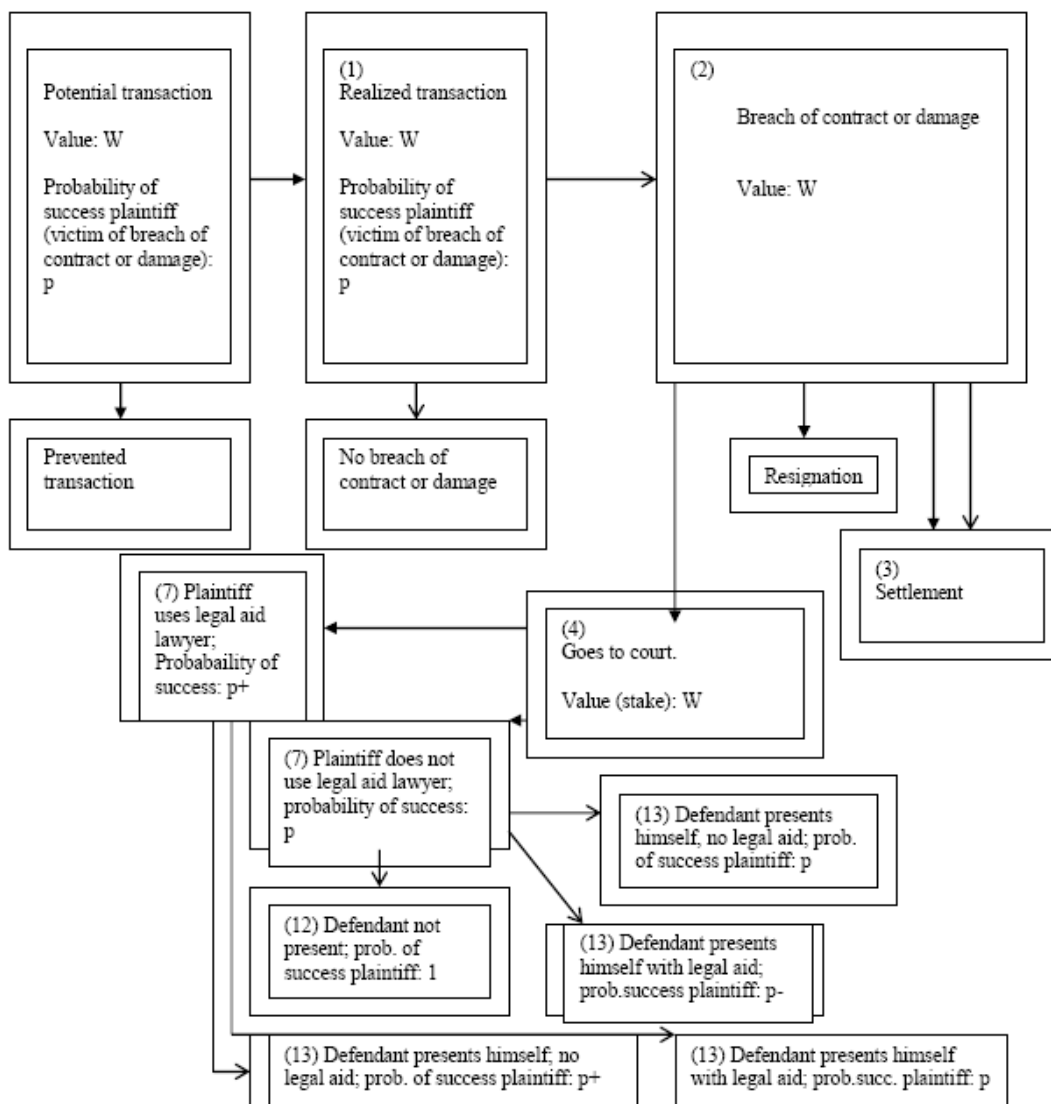 Potential transaction
Value: W
Probability of
success plaintiff
(victim of breach of
contract or damage):
p
(1)
Realized transaction
Value: W
Probability of
success plaintiff
(victim of breach of
contract or damage):
p
(2)
Breach of contract or damage
Value: W
Prevented
transaction
No breach of
contract or damage
Resignation
(3)
Settlement
(7) Plaintiff
uses legal aid
lawyer;
Probabaility of
success: p+
(4)
Goes to court.
Value (stake): W
(7) Plaintiff does not
use legal aid lawyer;
probability of success:
p
(13) Defendant presents
himself, no legal aid; prob.
of success plaintiff: p
(12) Defendant not
present; prob. of
success plaintiff: 1
(13) Defendant presents
himself with legal aid;
prob.success plaintiff: p-
(13) Defendant presents himself; no
legal aid; prob. of success plaintiff: p+
(13) Defendant presents himself
with legal aid; prob.succ. plaintiff: p